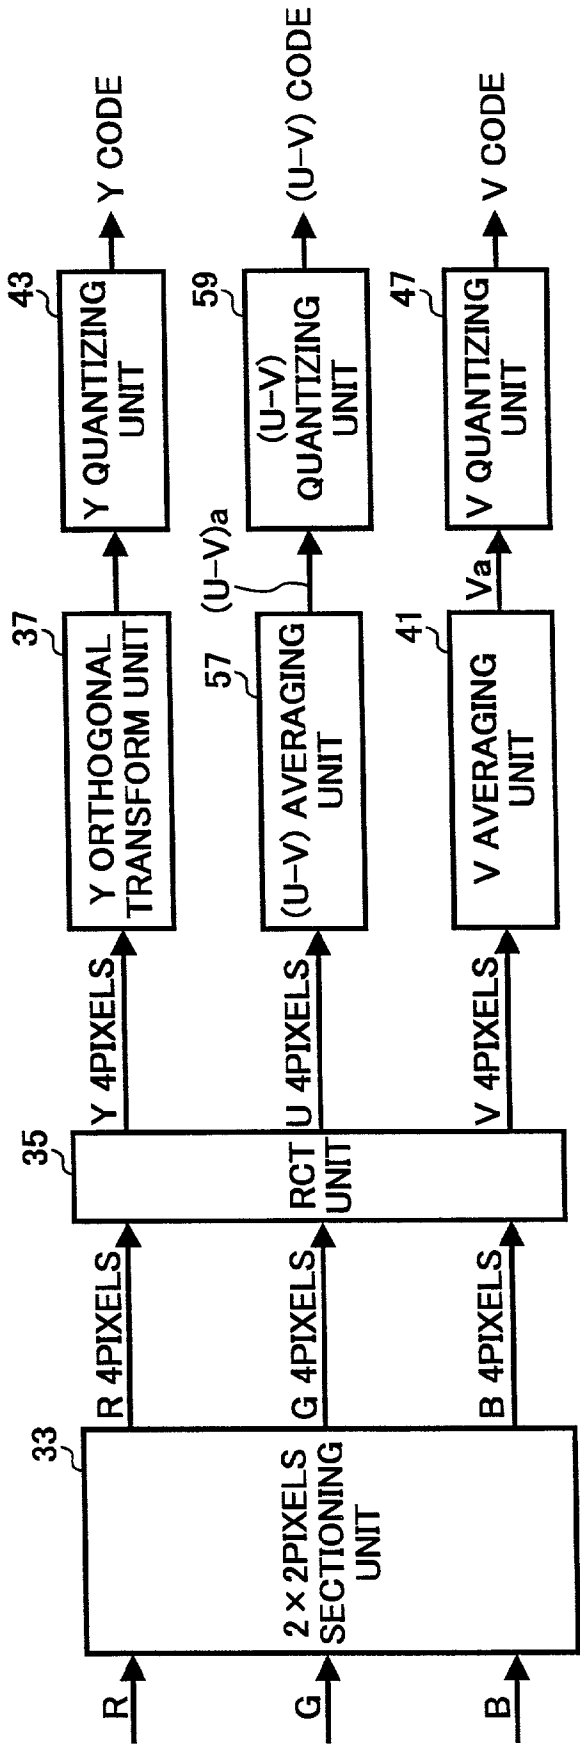 R
G
B
33
2×2PIXELS
SECTIONING
UNIT
R 4PIXELS
G 4PIXELS
B 4PIXELS
35
RCT
UNIT
Y 4PIXELS
U 4PIXELS
V 4PIXELS
37
Y ORTHOGONAL
TRANSFORM UNIT
57
(U−V) AVERAGING
UNIT
41
V AVERAGING
UNIT
(U−V)a
Va
43
Y QUANTIZING
UNIT
59
(U−V)
QUANTIZING
UNIT
47
V QUANTIZING
UNIT
Y CODE
(U−V) CODE
V CODE